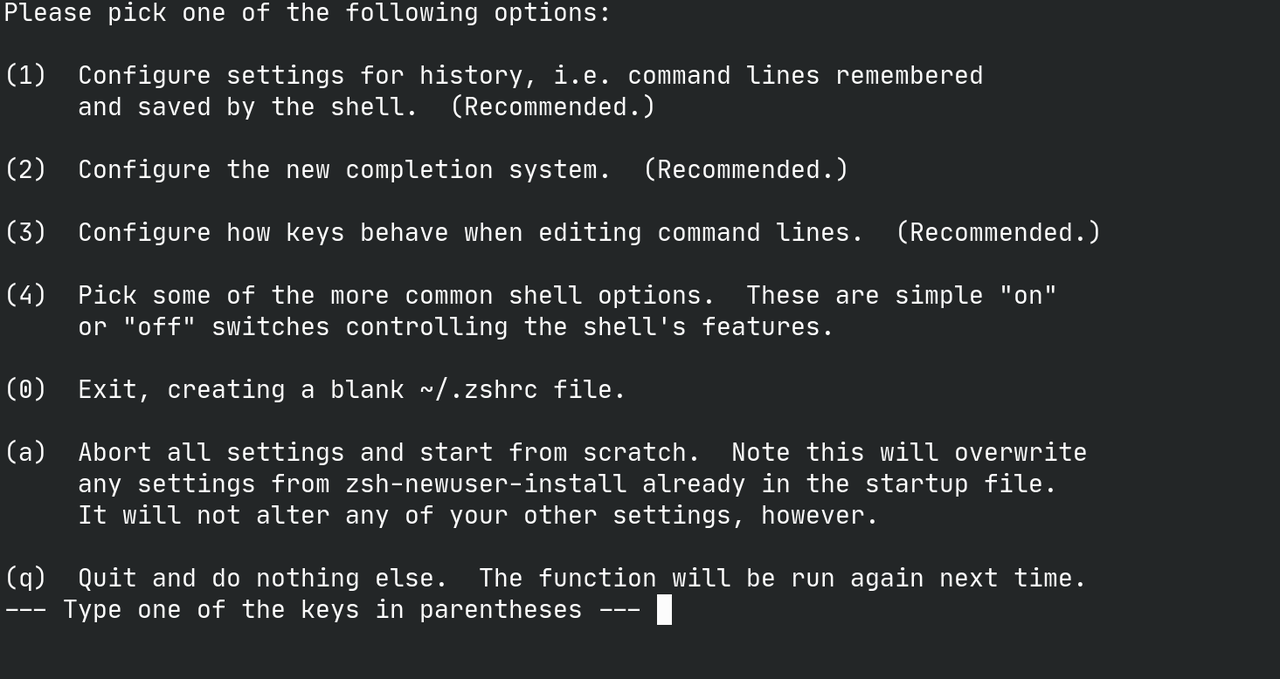 Please pick one of the following options:
(1)  Configure settings for history, i.e. command lines remembered
     and saved by the shell.  (Recommended.)
(2)  Configure the new completion system.  (Recommended.)
(3)  Configure how keys behave when editing command lines.  (Recommended.)
(4)  Pick some of the more common shell options.  These are simple "on"
     or "off" switches controlling the shell's features.
(0)  Exit, creating a blank ~/.zshrc file.
(a)  Abort all settings and start from scratch.  Note this will overwrite
     any settings from zsh-newuser-install already in the startup file.
     It will not alter any of your other settings, however.
(q)  Quit and do nothing else.  The function will be run again next time.
--- Type one of the keys in parentheses ---